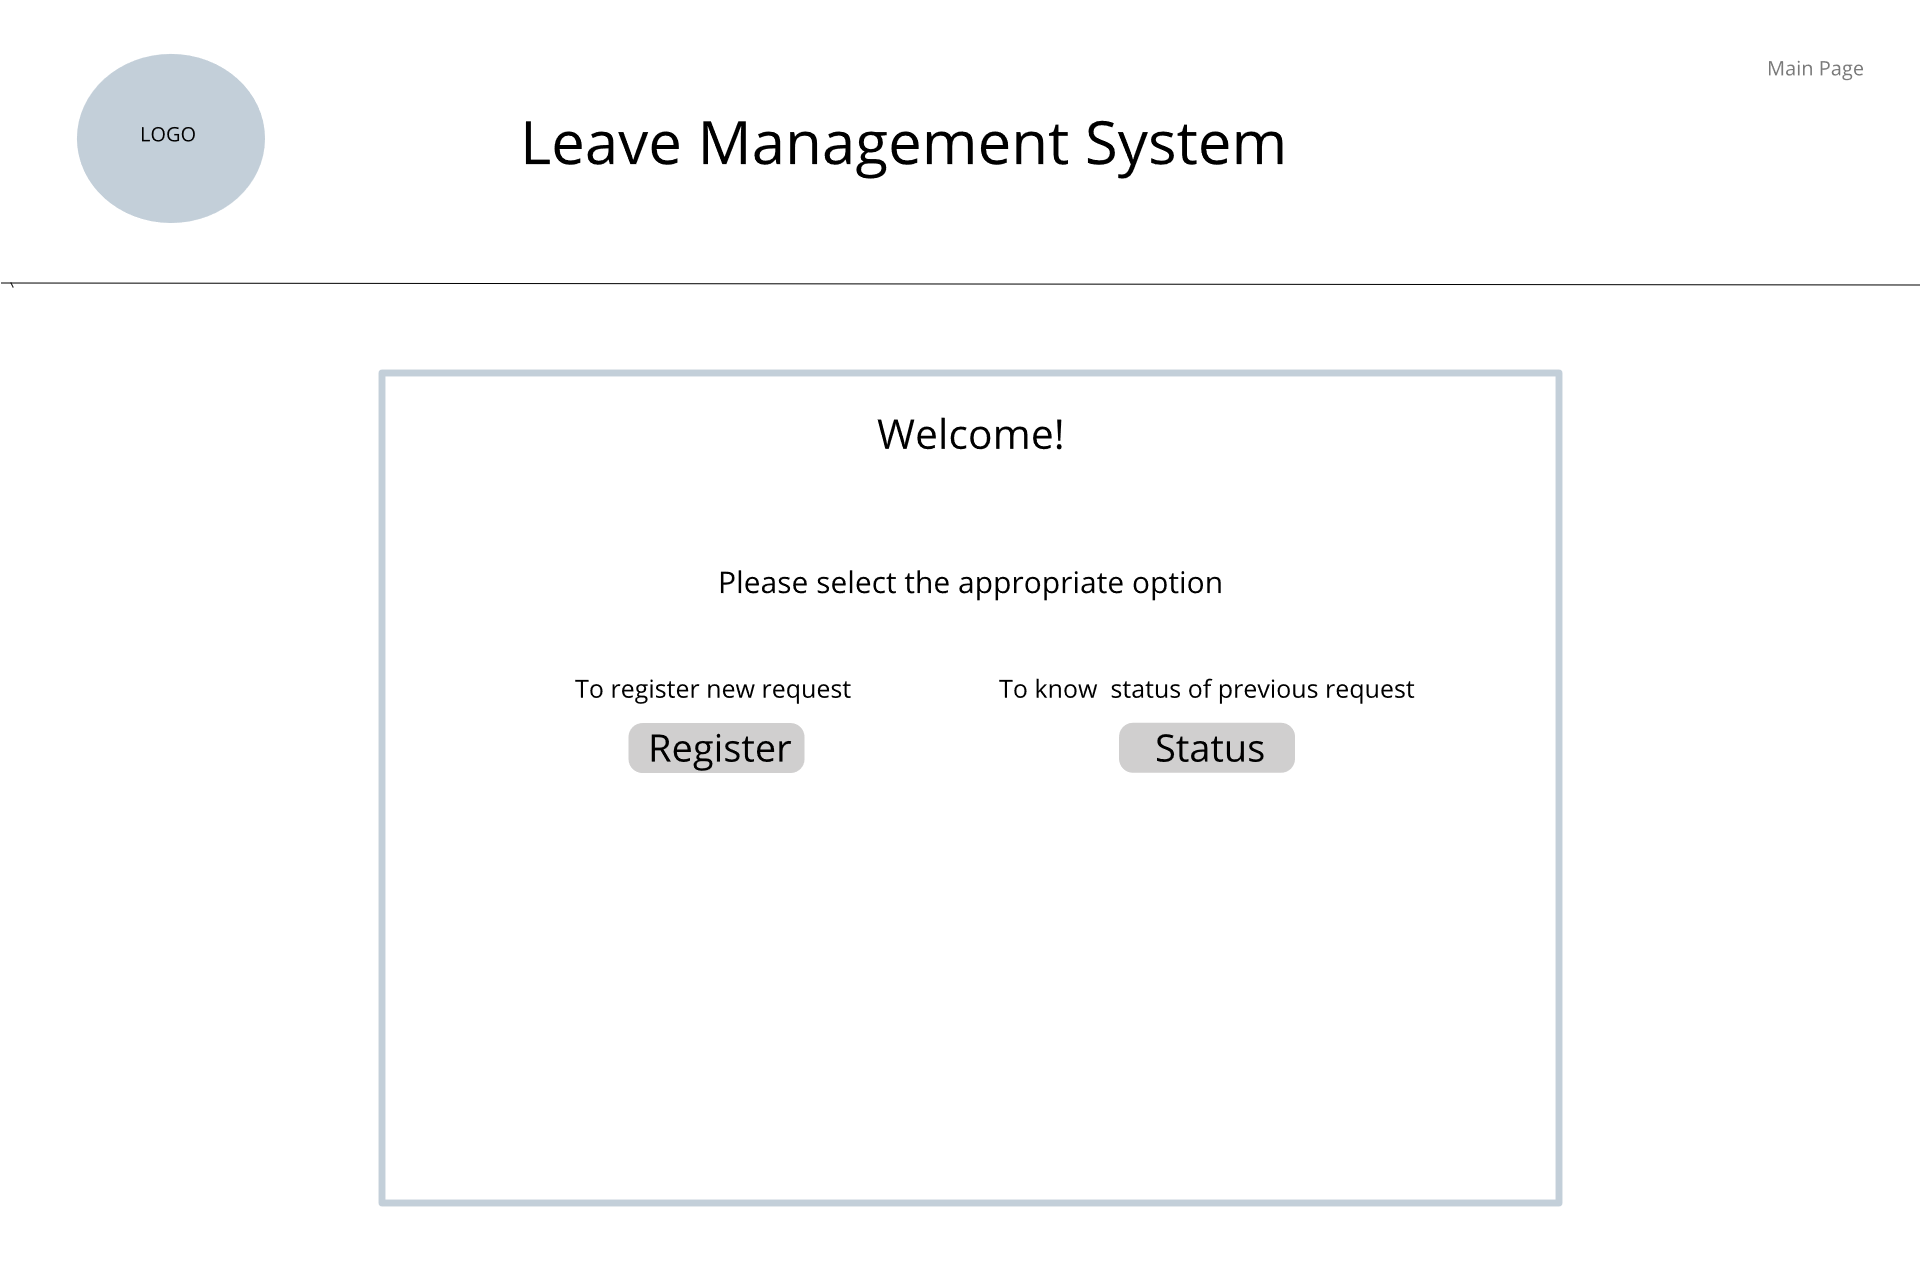 Main Page
LOGO
Leave Management System
Welcome!
Please select the appropriate option
To register new request
Register
To know  status of previous request
Status